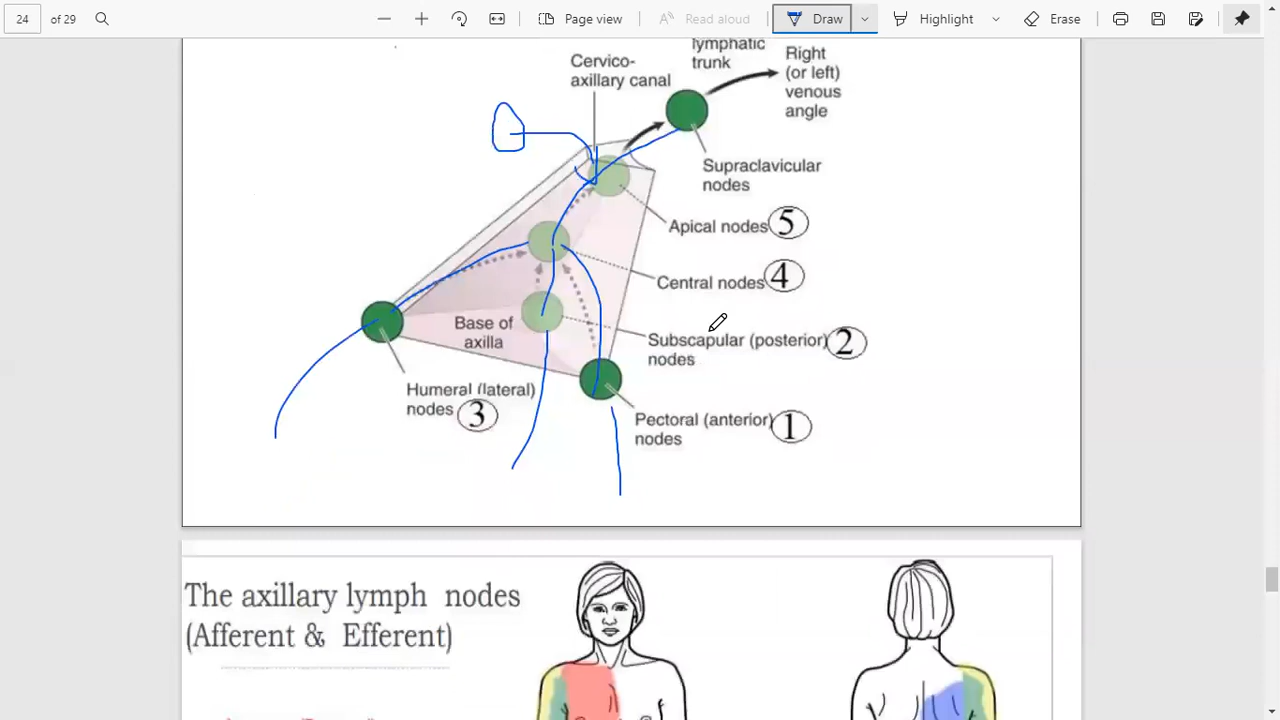 24 of 29
Page view
Read aloud
Draw
Highlight
Erase
lymphatic
trunk
Cervico-
axillary canal
Right
(or left)
venous
angle
Supraclavicular
nodes
Apical nodes 5
Central nodes 4
Subscapular (posterior) 2
nodes
Base of
axilla
Humeral (lateral)
nodes 3
Pectoral (anterior) 1
nodes
The axillary lymph nodes
(Afferent & Efferent)